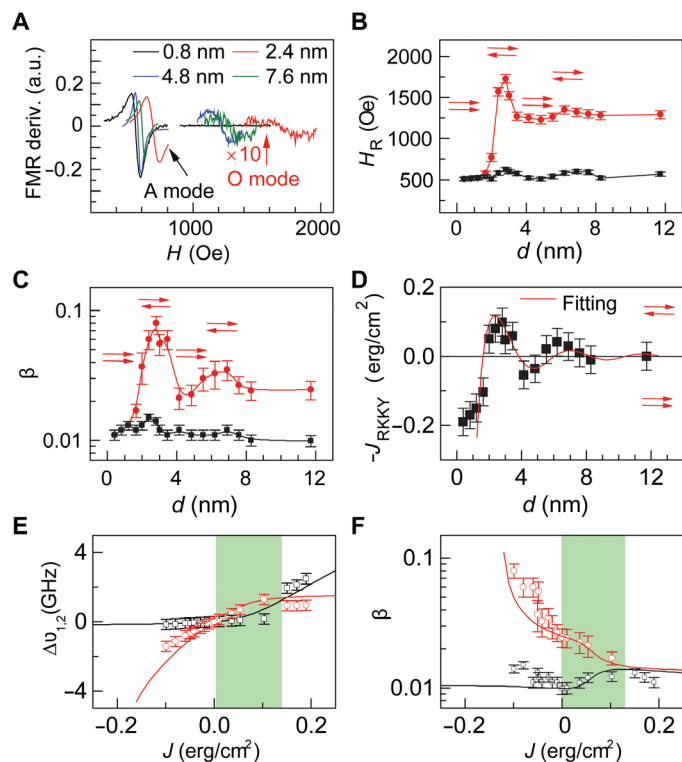 A
0.8 nm
2.4 nm
4.8 nm
7.6 nm
FMR deriv. (a.u.)
0.2
0
−0.2
×10
A mode
O mode
0
1000
2000
H (Oe)
B
H_R (Oe)
2000
1500
1000
500
0
4
8
12
d (nm)
C
β
0.1
0.01
0
4
8
12
d (nm)
D
Fitting
-J_RKKY (erg/cm²)
0.2
0.0
−0.2
0
4
8
12
d (nm)
E
Δυ₁,₂(GHz)
4
0
−4
−0.2
0.0
0.2
J (erg/cm²)
F
β
0.1
0.01
−0.2
0.0
0.2
J (erg/cm²)